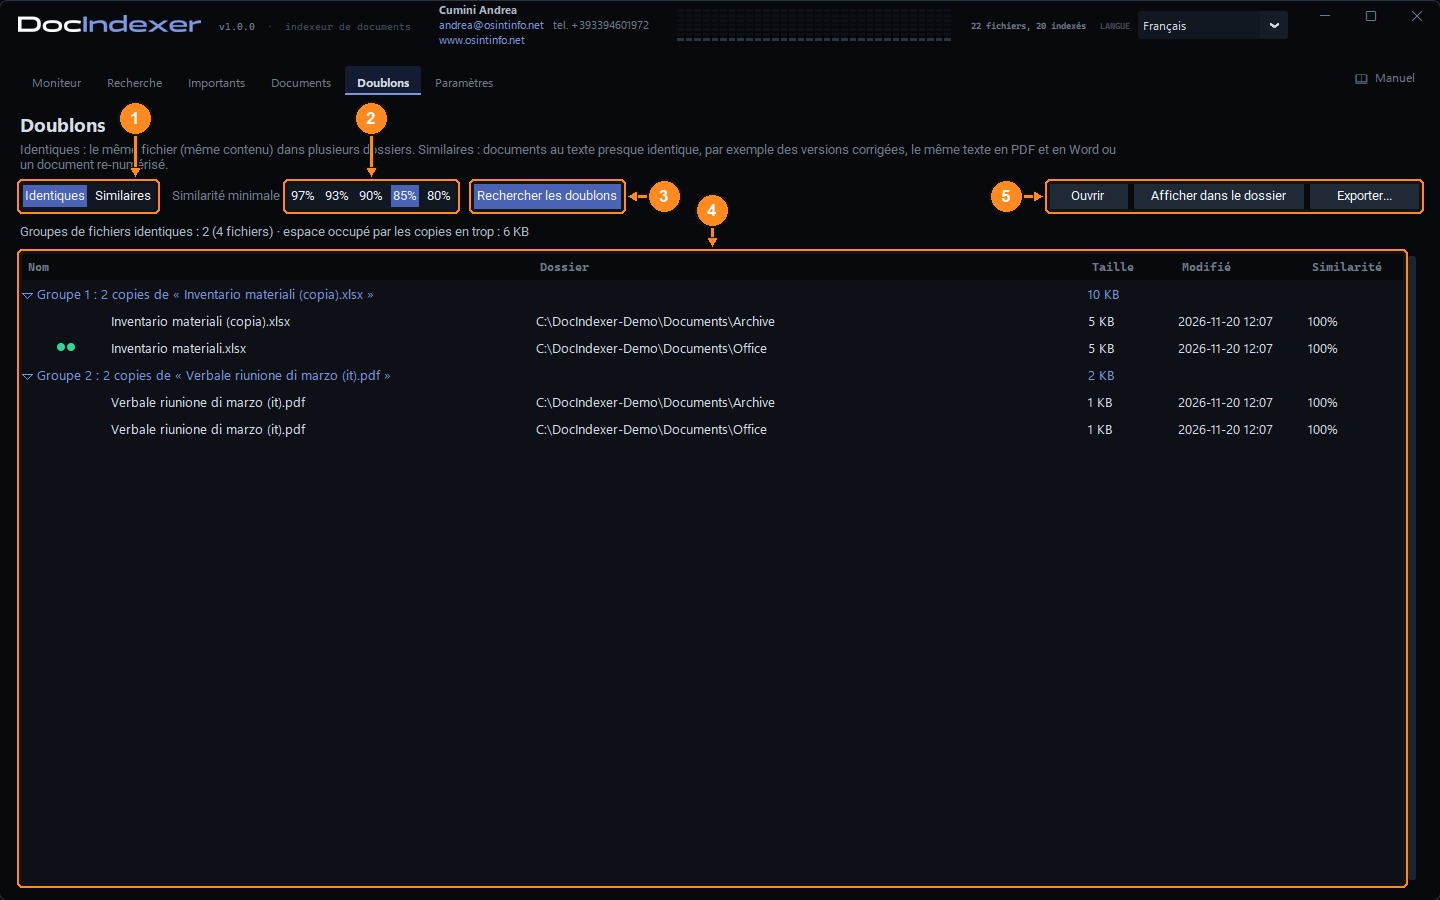 DocIndexer v1.0.0 · indexeur de documents
Cumini Andrea
andrea@osintinfo.net tel. +393394601972
www.osintinfo.net
22 fichiers, 20 indexés LANGUE Français
Moniteur Recherche Importants Documents Doublons Paramètres Manuel
Doublons 1 2
Identiques : le même fichier (même contenu) dans plusieurs dossiers. Similaires : documents au texte presque identique, par exemple des versions corrigées, le même texte en PDF et en Word ou
un document re-numérisé.
Identiques Similaires Similarité minimale 97% 93% 90% 85% 80% Rechercher les doublons 3 4 5 Ouvrir Afficher dans le dossier Exporter...
Groupes de fichiers identiques : 2 (4 fichiers) · espace occupé par les copies en trop : 6 KB
Nom Dossier Taille Modifié Similarité
Groupe 1 : 2 copies de « Inventario materiali (copia).xlsx » 10 KB
Inventario materiali (copia).xlsx C:\DocIndexer-Demo\Documents\Archive 5 KB 2026-11-20 12:07 100%
Inventario materiali.xlsx C:\DocIndexer-Demo\Documents\Office 5 KB 2026-11-20 12:07 100%
Groupe 2 : 2 copies de « Verbale riunione di marzo (it).pdf » 2 KB
Verbale riunione di marzo (it).pdf C:\DocIndexer-Demo\Documents\Archive 1 KB 2026-11-20 12:07 100%
Verbale riunione di marzo (it).pdf C:\DocIndexer-Demo\Documents\Office 1 KB 2026-11-20 12:07 100%